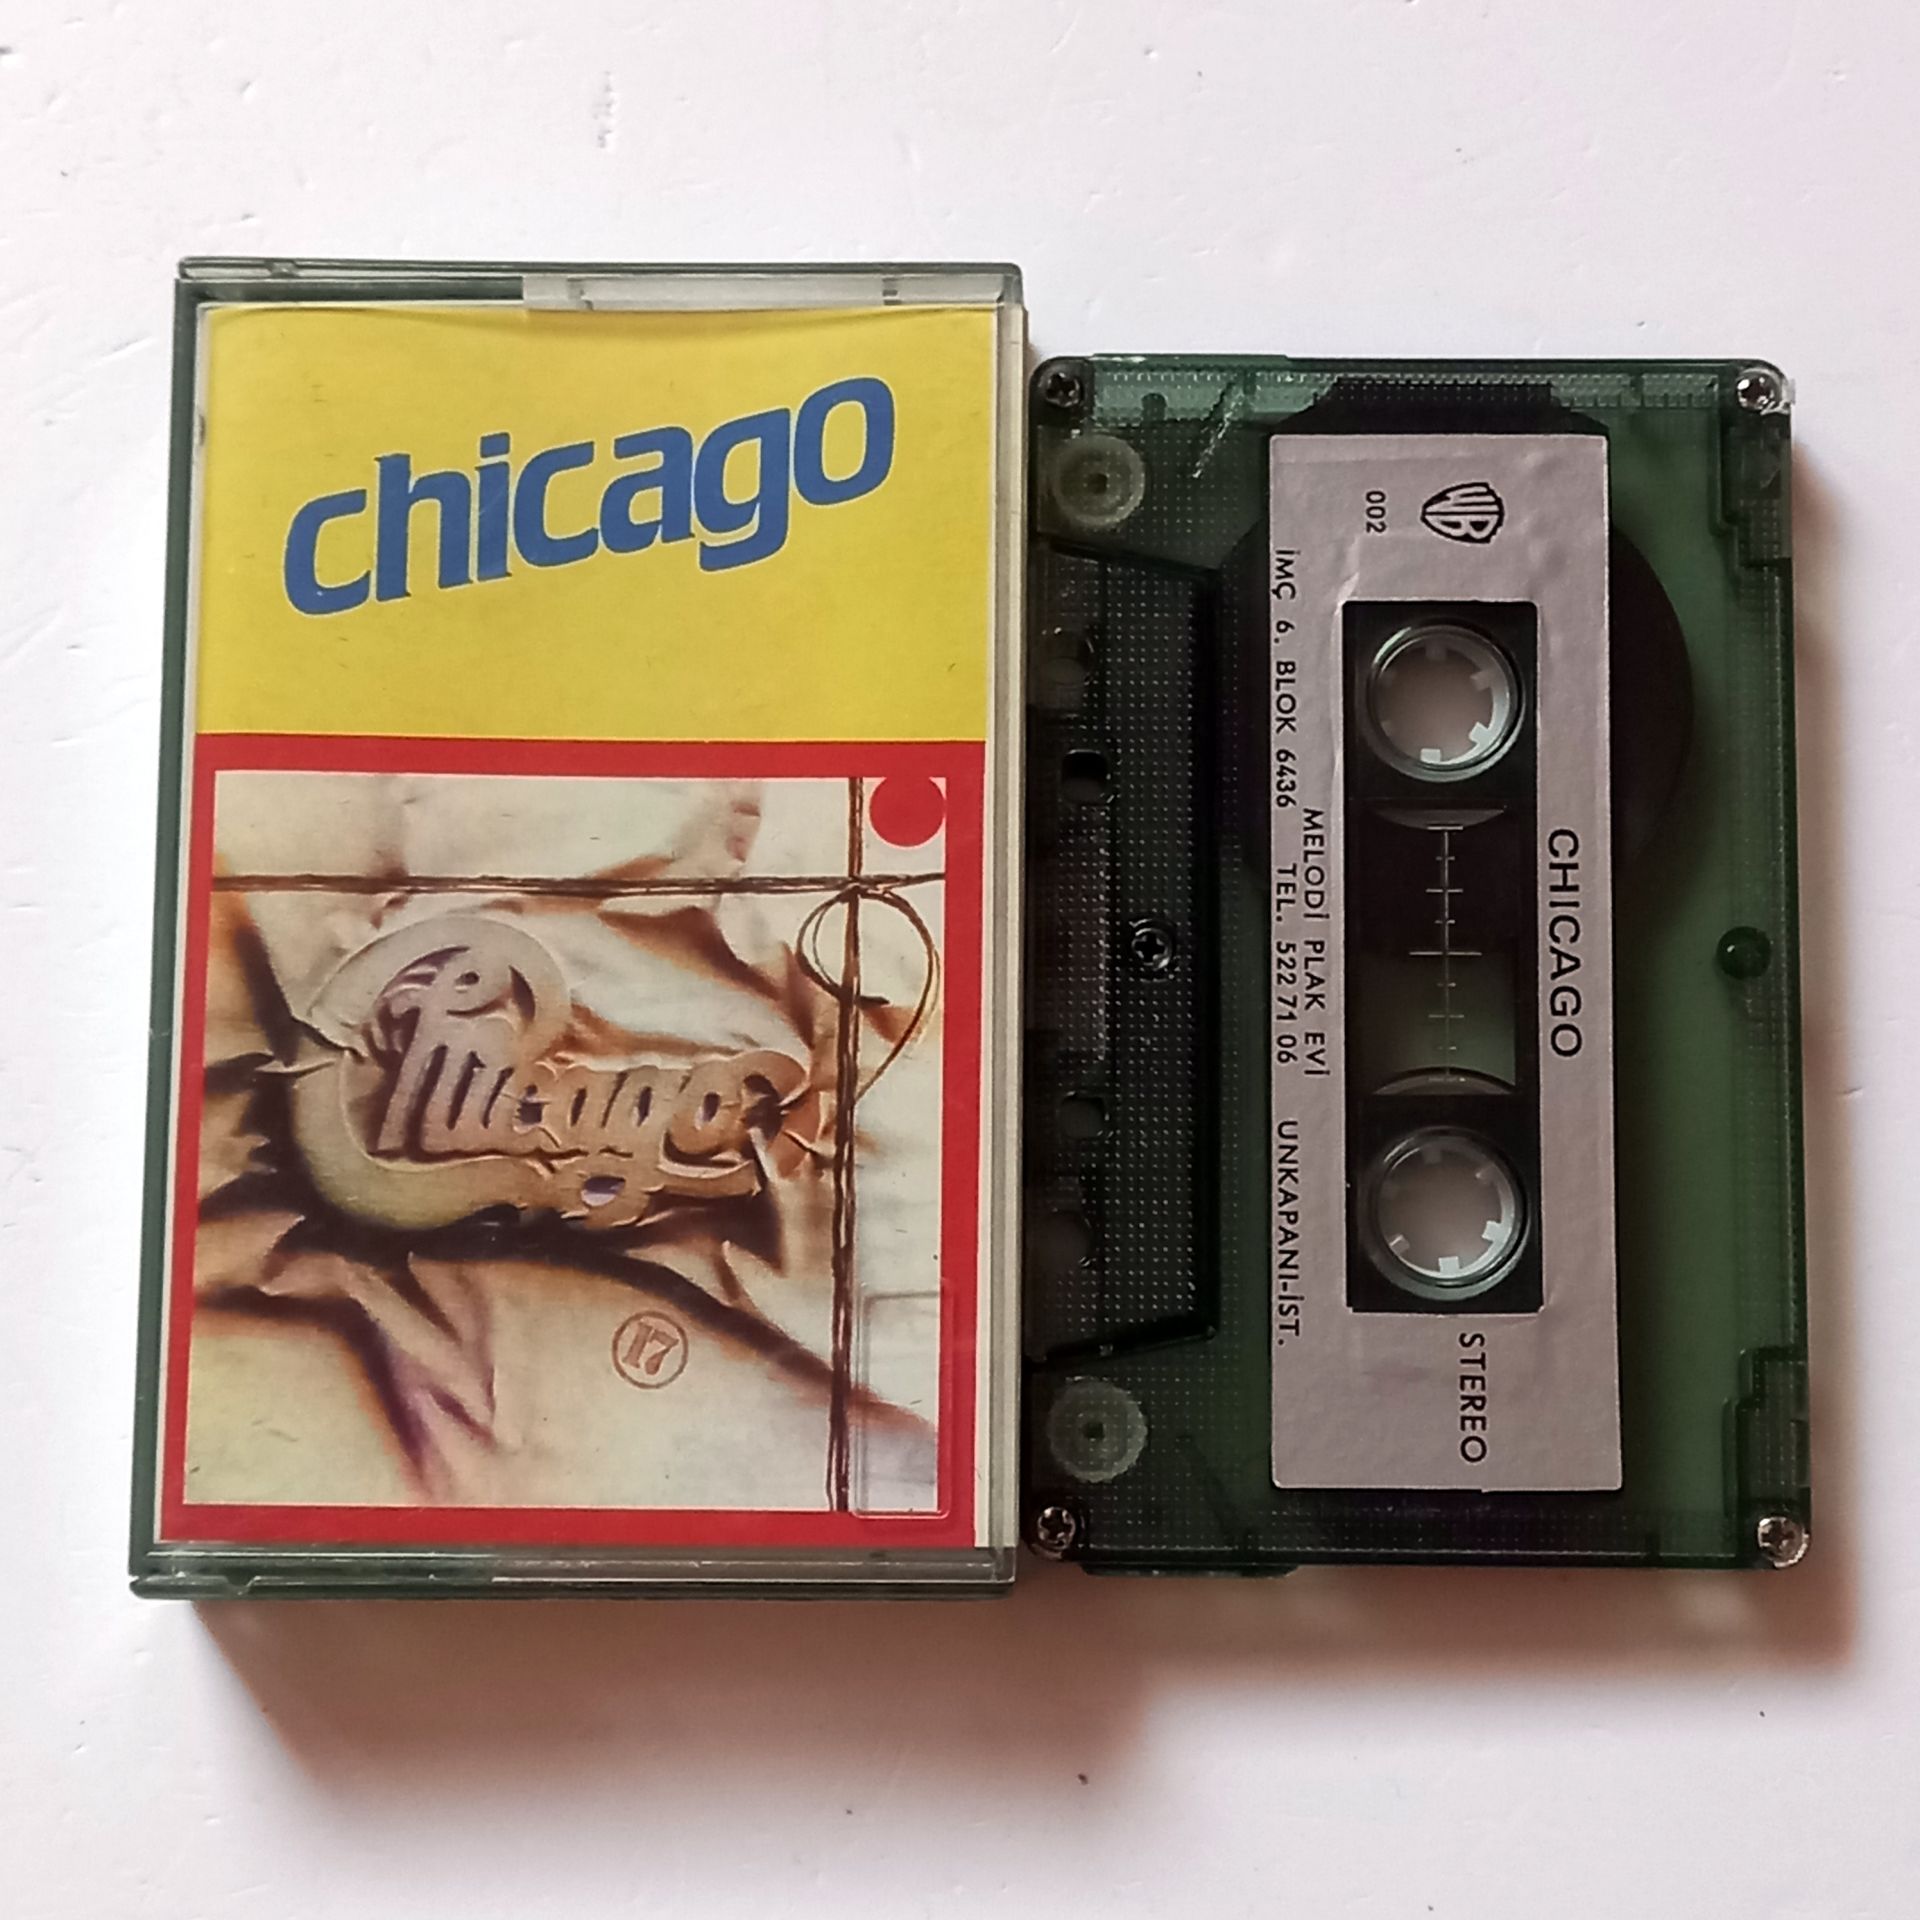 chicago
Chicago
17
WB
002
CHICAGO
STEREO
MELODİ PLAK EVİ
İMÇ 6. BLOK 6436 TEL. 522 71 06 UNKAPANI-İST.